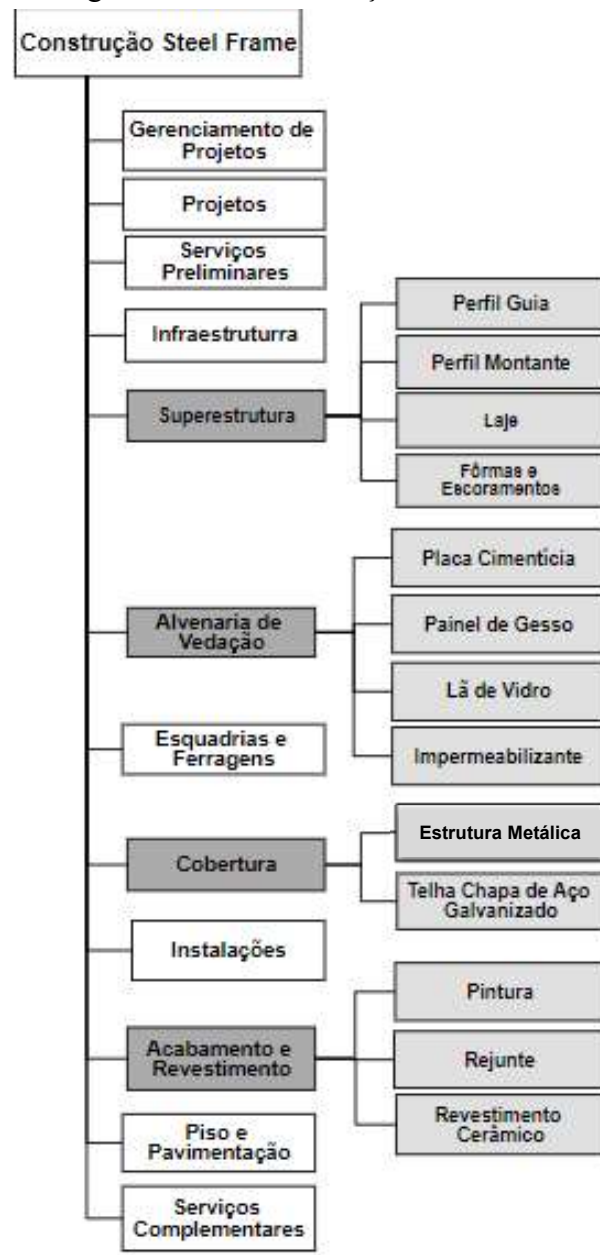 Construção Steel Frame
Gerenciamento de
Projetos
Projetos
Serviços
Preliminares
Infraestruturra
Superestrutura
Perfil Guia
Perfil Montante
Laje
Fôrmas e
Escoramentos
Alvenaria de
Vedação
Placa Cimentícia
Painel de Gesso
Lã de Vidro
Impermeabilizante
Esquadrias e
Ferragens
Cobertura
Estrutura Metálica
Telha Chapa de Aço
Galvanizado
Instalações
Acabamento e
Revestimento
Pintura
Rejunte
Revestimento
Cerâmico
Piso e
Pavimentação
Serviços
Complementares